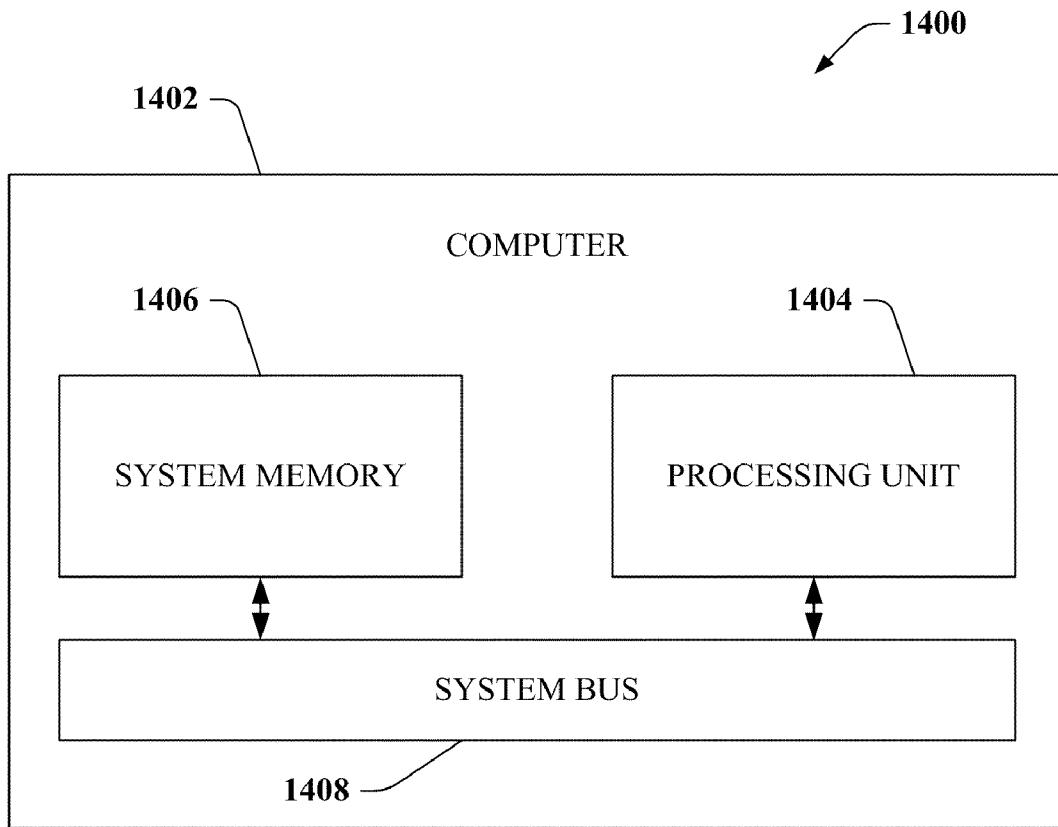 1400
1402
COMPUTER
1406
1404
SYSTEM MEMORY
PROCESSING UNIT
SYSTEM BUS
1408